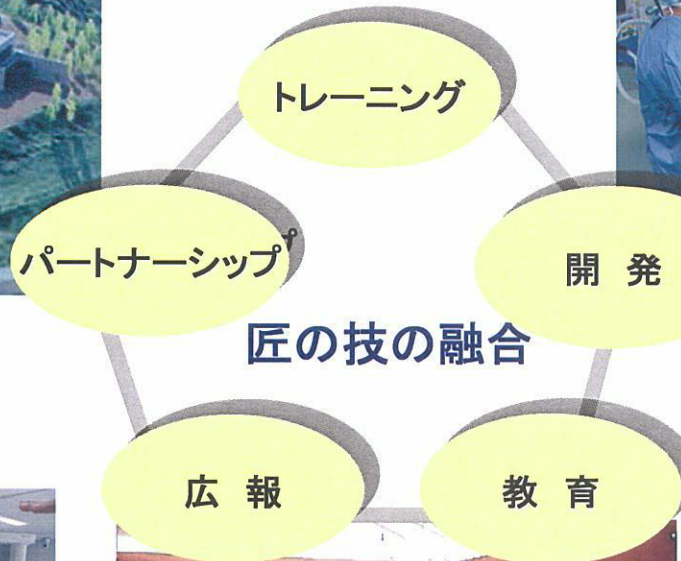 トレーニング
パートナーシップ
開 発
匠の技の融合
広 報
教 育